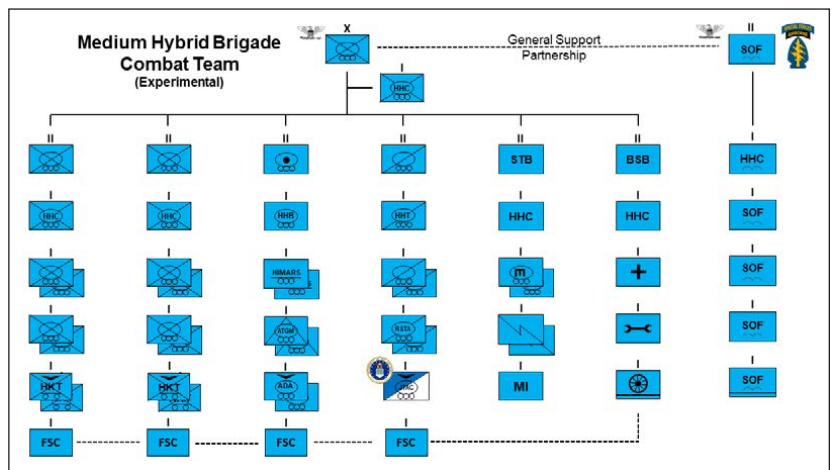 Medium Hybrid Brigade
Combat Team
(Experimental)
X
General Support
Partnership
II
SOF
I
HHC
II II II II II II I
STB BSB HHC
I I I I I I I
HHC HHC HHB HHT HHC HHC SOF
I I I I I I I
HIMARS E SOF
I I I I I I I
ATGM RSTA SOF
I I I I I I I
HKT HKT ADA MI SOF
I I I I
FSC FSC FSC FSC